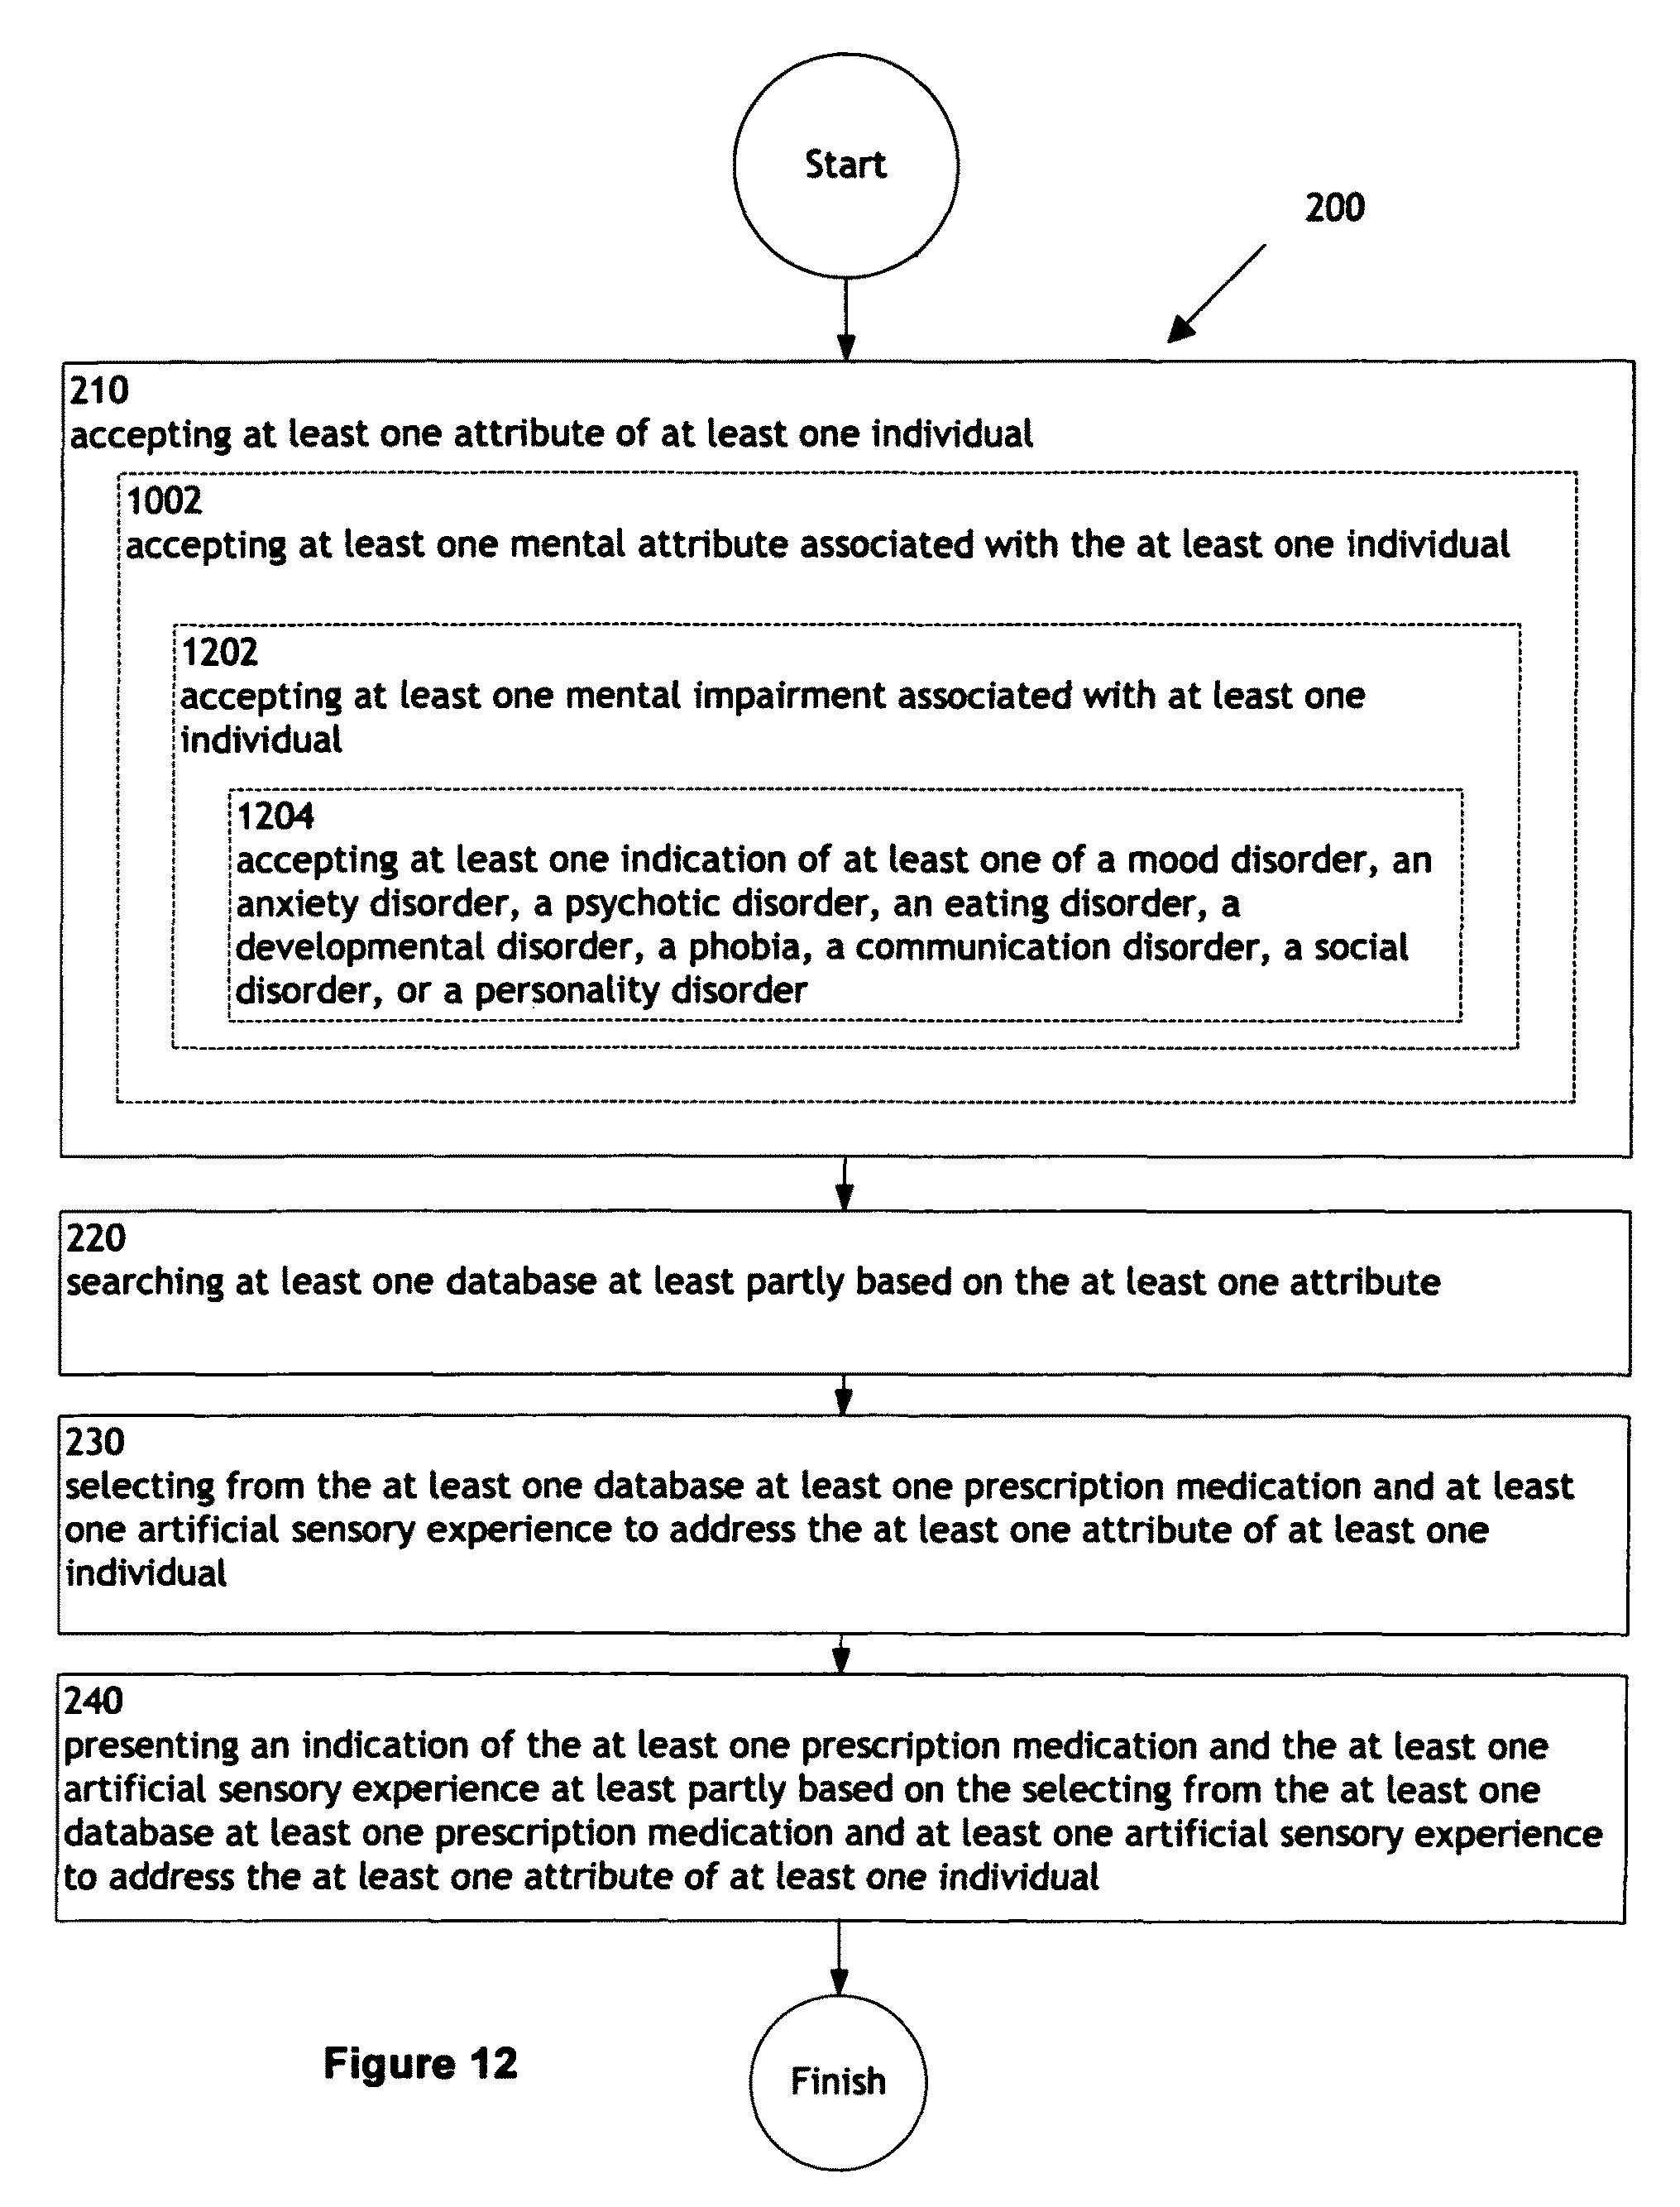 Start
200
210
accepting at least one attribute of at least one individual
1002
accepting at least one mental attribute associated with the at least one individual
1202
accepting at least one mental impairment associated with at least one
individual
1204
accepting at least one indication of at least one of a mood disorder, an
anxiety disorder, a psychotic disorder, an eating disorder, a
developmental disorder, a phobia, a communication disorder, a social
disorder, or a personality disorder
220
searching at least one database at least partly based on the at least one attribute
230
selecting from the at least one database at least one prescription medication and at least
one artificial sensory experience to address the at least one attribute of at least one
individual
240
presenting an indication of the at least one prescription medication and the at least one
artificial sensory experience at least partly based on the selecting from the at least one
database at least one prescription medication and at least one artificial sensory experience
to address the at least one attribute of at least one individual
Figure 12
Finish